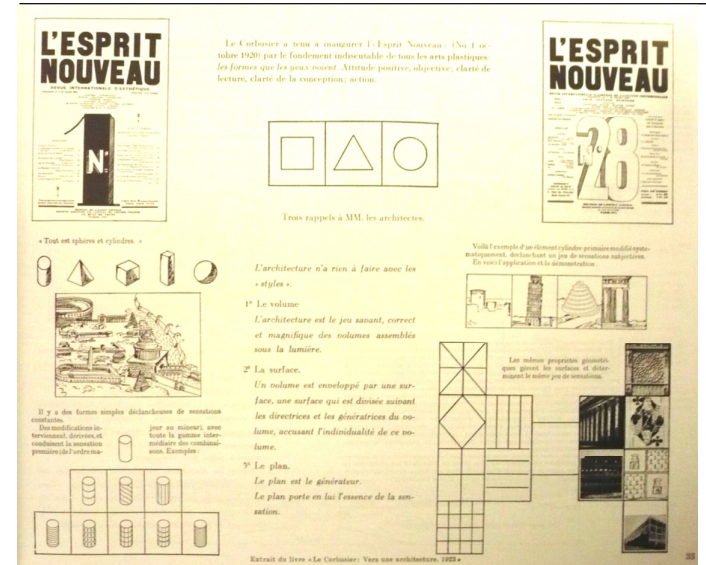 L'ESPRIT
NOUVEAU
REVUE INTERNATIONALE D'ESTHÉTIQUE
N°
Le Corbusier a tenu à inaugurer l'«Esprit Nouveau» (No 1 oc-
tobre 1920) par le fondement indiscutable de tous les arts plastiques:
les formes que les yeux voient. Attitude positive, objective; clarté de
lecture, clarté de la conception; action.
Trois rappels à MM. les architectes.
L'ESPRIT
NOUVEAU
28
« Tout est sphères et cylindres. »
Il y a des formes simples déclancheuses de sensations
constantes.
Des modifications in-
terviennent, dérivées, et
conduisent la sensation
première (de l'ordre ma-
jeur au mineur), avec
toute la gamme inter-
médiaire des combinai-
sons. Exemples:
L'architecture n'a rien à faire avec les
« styles ».
1° Le volume
L'architecture est le jeu savant, correct
et magnifique des volumes assemblés
sous la lumière.
2° La surface.
Un volume est enveloppé par une sur-
face, une surface qui est divisée suivant
les directrices et les génératrices du vo-
lume, accusant l'individualité de ce vo-
lume.
3° Le plan.
Le plan est le générateur.
Le plan porte en lui l'essence de la sen-
sation.
Voilà l'exemple d'un élément cylindre primaire modifié syste-
matiquement, déclanchant un jeu de sensations subjectives.
En voici l'application et la démonstration
Les mêmes propriétés géométri-
ques gèrent les surfaces et déter-
minent le même jeu de sensations.
Extrait du livre «Le Corbusier: Vers une architecture. 1923»